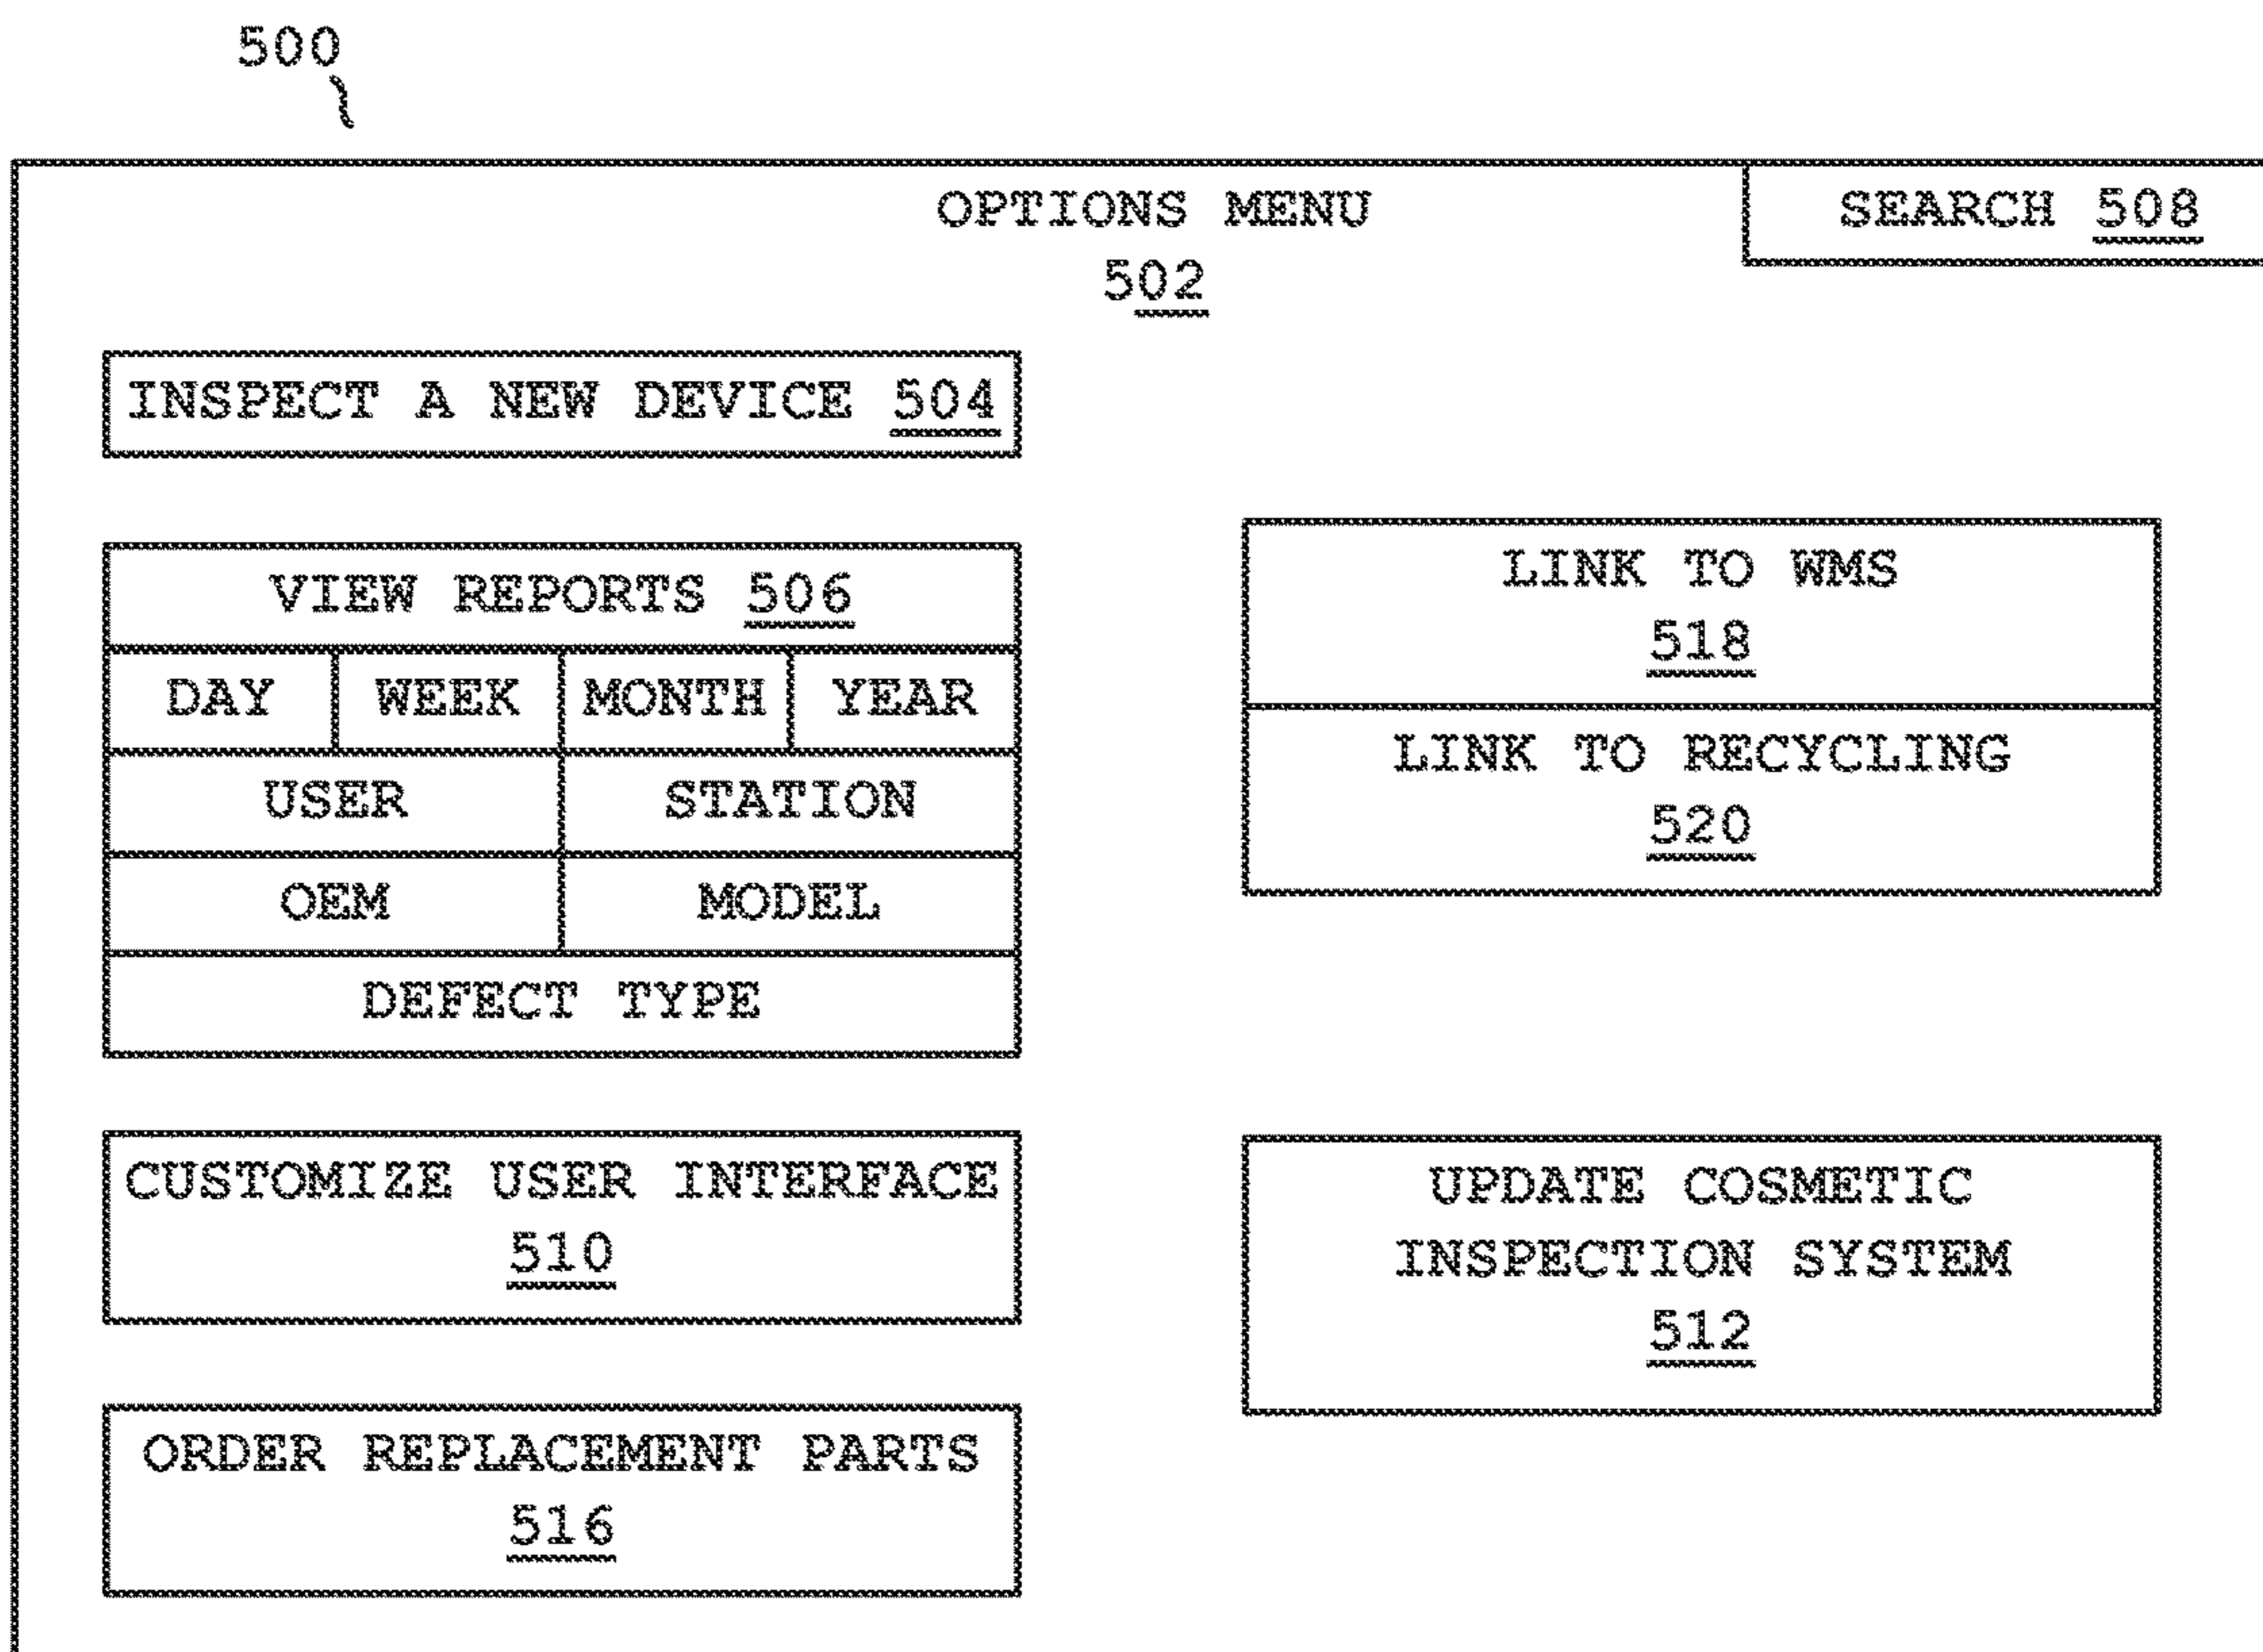 500
OPTIONS MENU
502
SEARCH 508
INSPECT A NEW DEVICE 504
VIEW REPORTS 506
DAY WEEK MONTH YEAR
USER STATION
OEM MODEL
DEFECT TYPE
LINK TO WMS
518
LINK TO RECYCLING
520
CUSTOMIZE USER INTERFACE
510
UPDATE COSMETIC
INSPECTION SYSTEM
512
ORDER REPLACEMENT PARTS
516